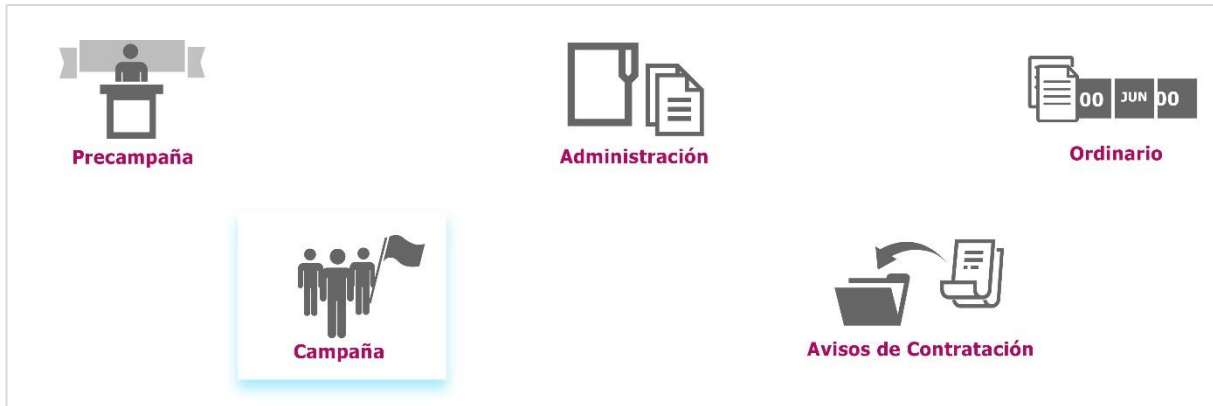 Precampaña
Administración
00 JUN 00
Ordinario
Campaña
Avisos de Contratación